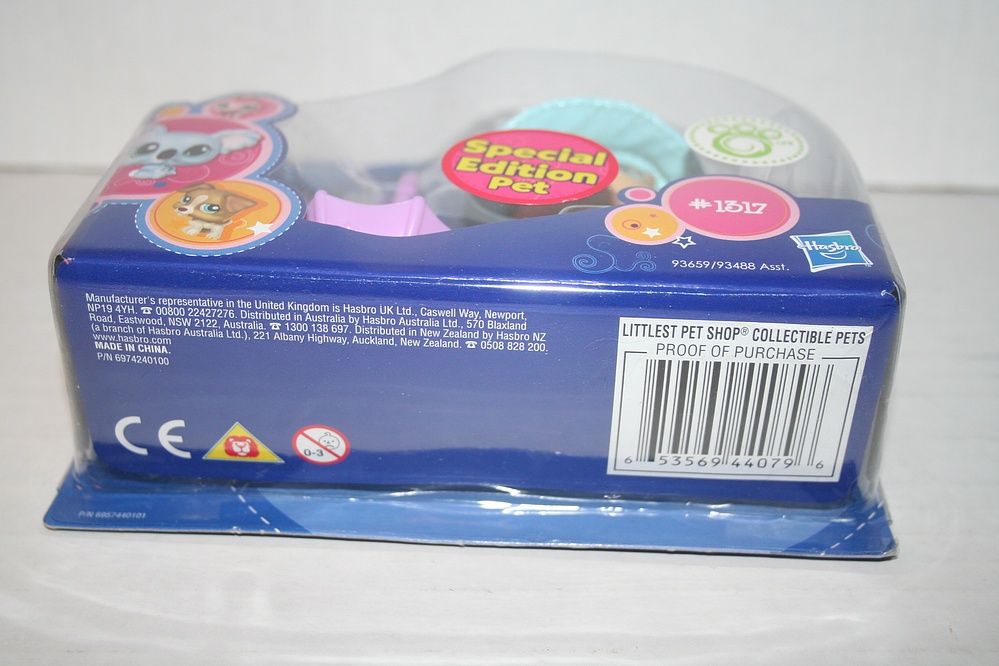 Special
Edition
Pet
#1317
Hasbro
93659/93488 Asst.
Manufacturer's representative in the United Kingdom is Hasbro UK Ltd., Caswell Way, Newport,
NP19 4YH. ☎ 00800 22427276. Distributed in Australia by Hasbro Australia Ltd., 570 Blaxland
Road, Eastwood, NSW 2122, Australia. ☎ 1300 138 697. Distributed in New Zealand by Hasbro NZ
(a branch of Hasbro Australia Ltd.), 221 Albany Highway, Auckland, New Zealand. ☎ 0508 828 200.
www.hasbro.com
MADE IN CHINA.
P/N 6974240100
LITTLEST PET SHOP® COLLECTIBLE PETS
PROOF OF PURCHASE
6 53569 44079 6
CE
0-3
P/N 6957440101